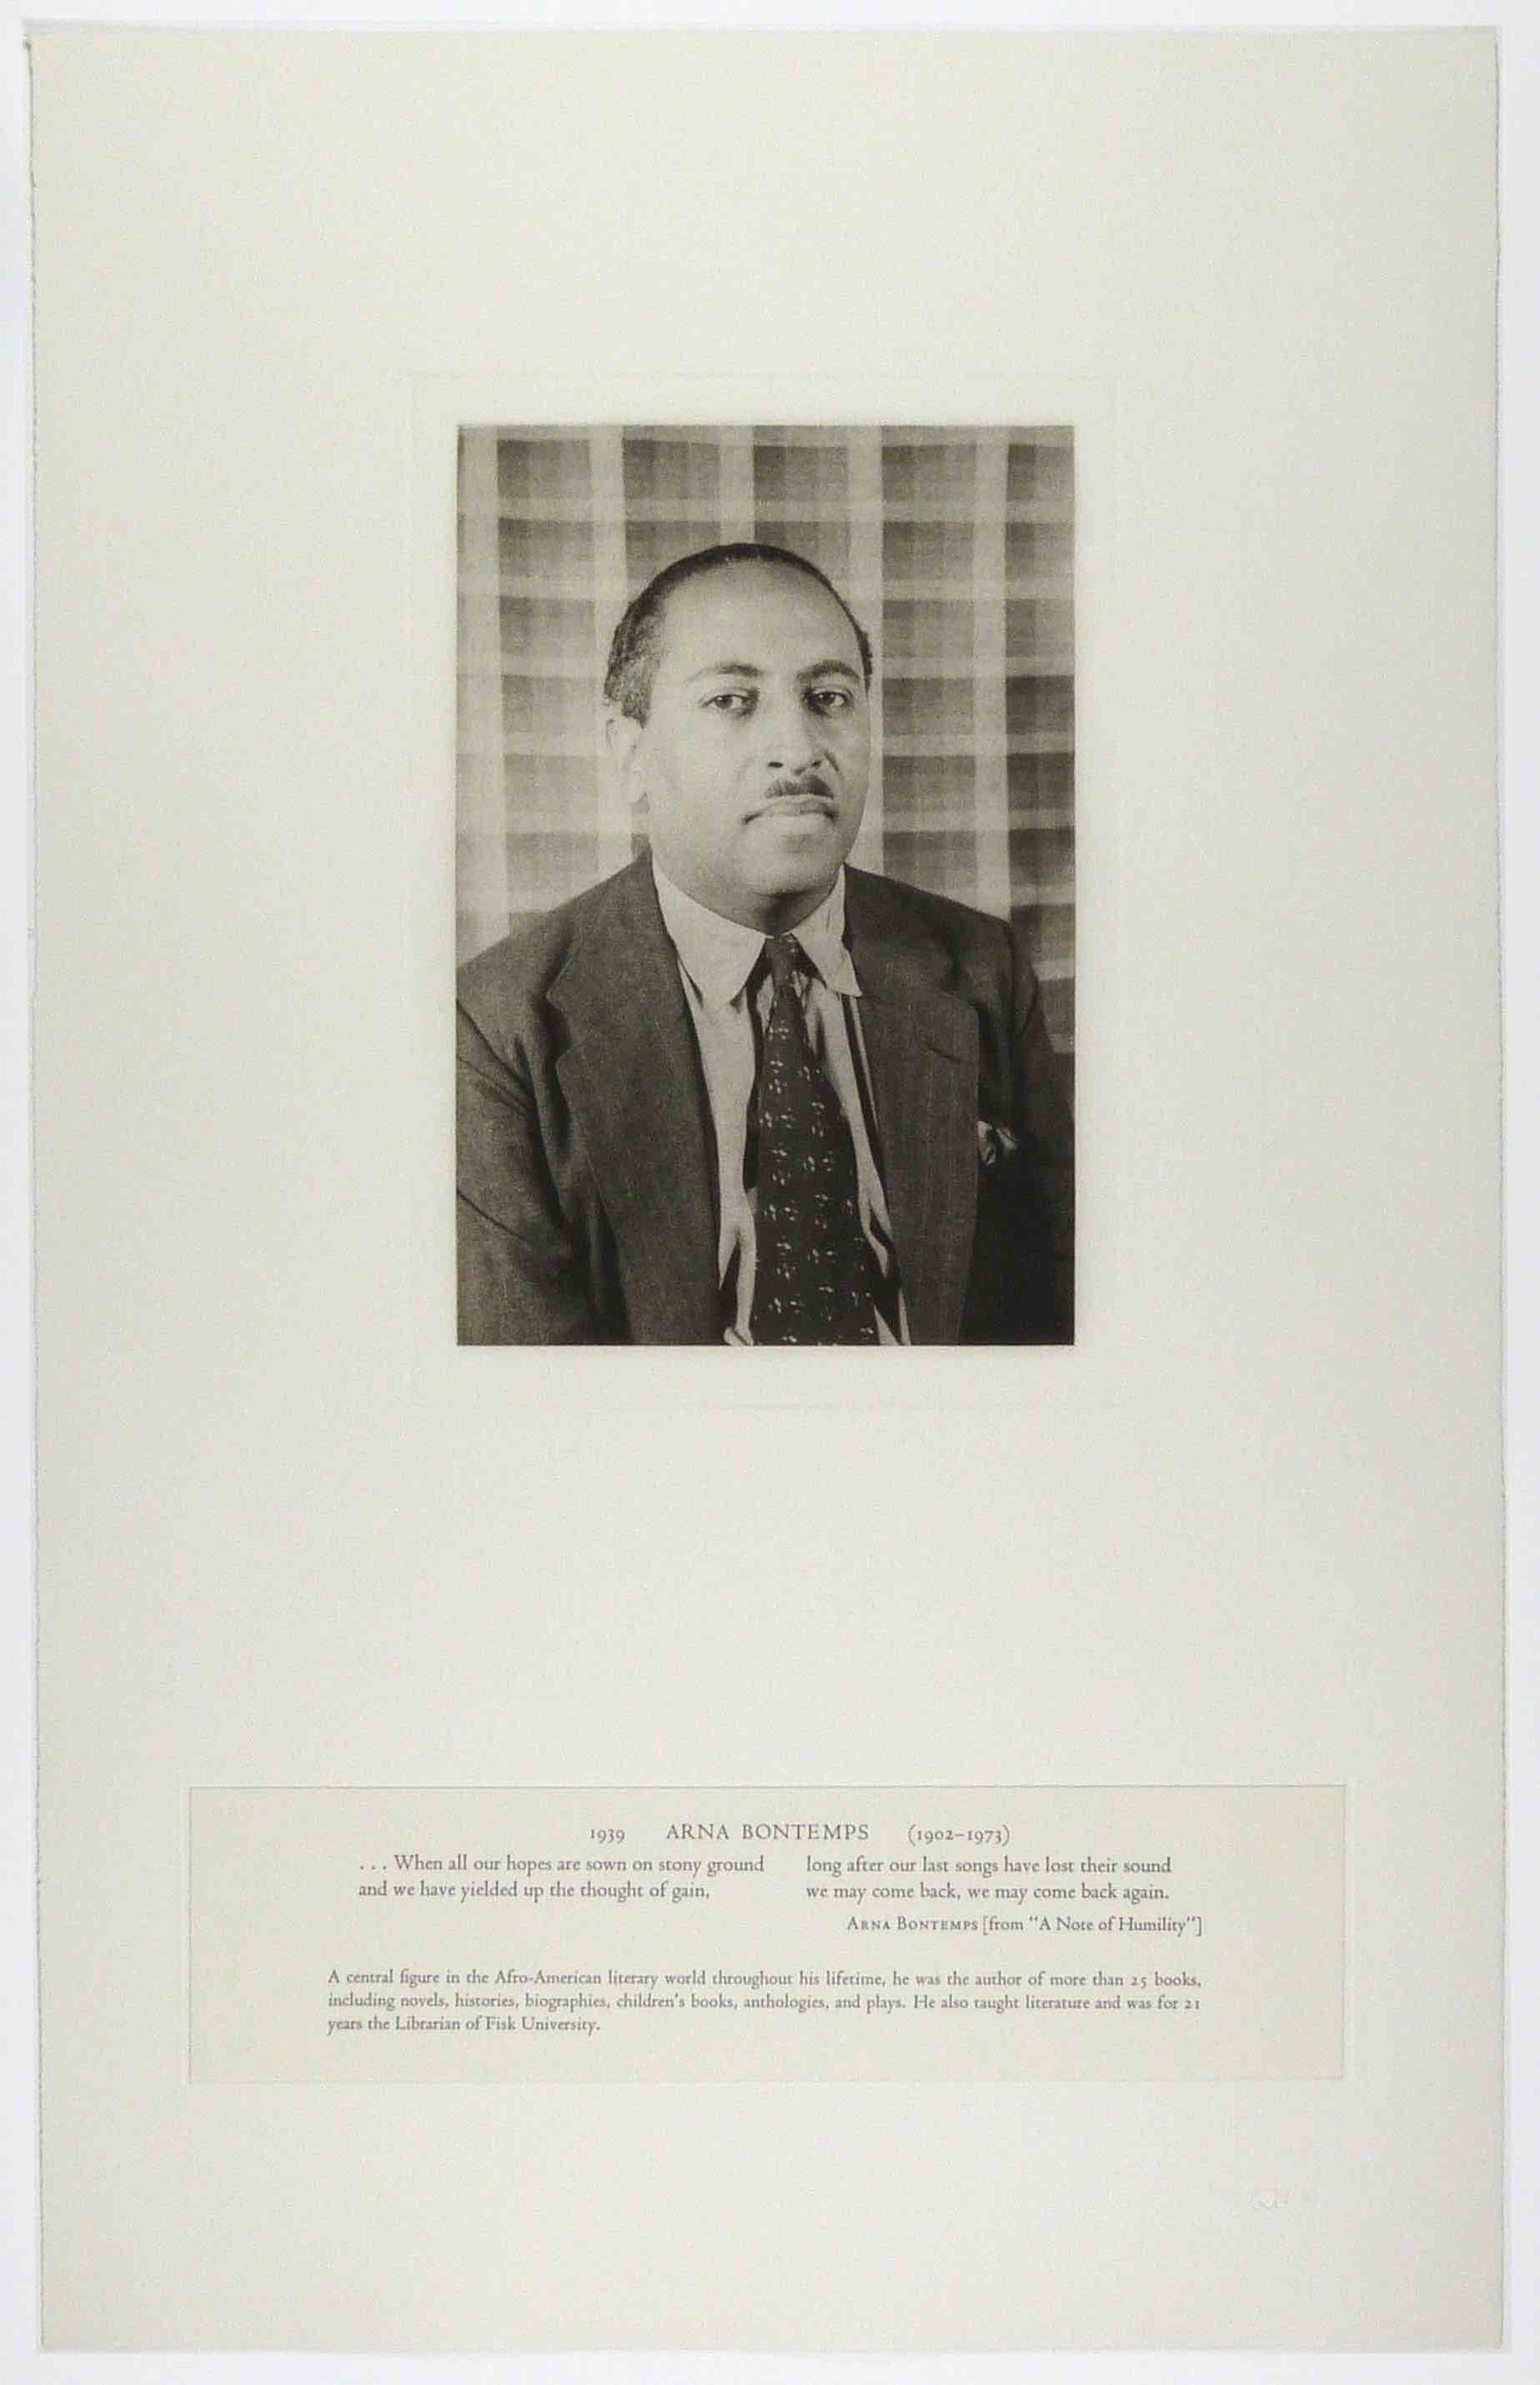 1939 ARNA BONTEMPS (1902–1973)
. . . When all our hopes are sown on stony ground
and we have yielded up the thought of gain,
long after our last songs have lost their sound
we may come back, we may come back again.
ARNA BONTEMPS [from "A Note of Humility"]
A central figure in the Afro-American literary world throughout his lifetime, he was the author of more than 25 books,
including novels, histories, biographies, children's books, anthologies, and plays. He also taught literature and was for 21
years the Librarian of Fisk University.